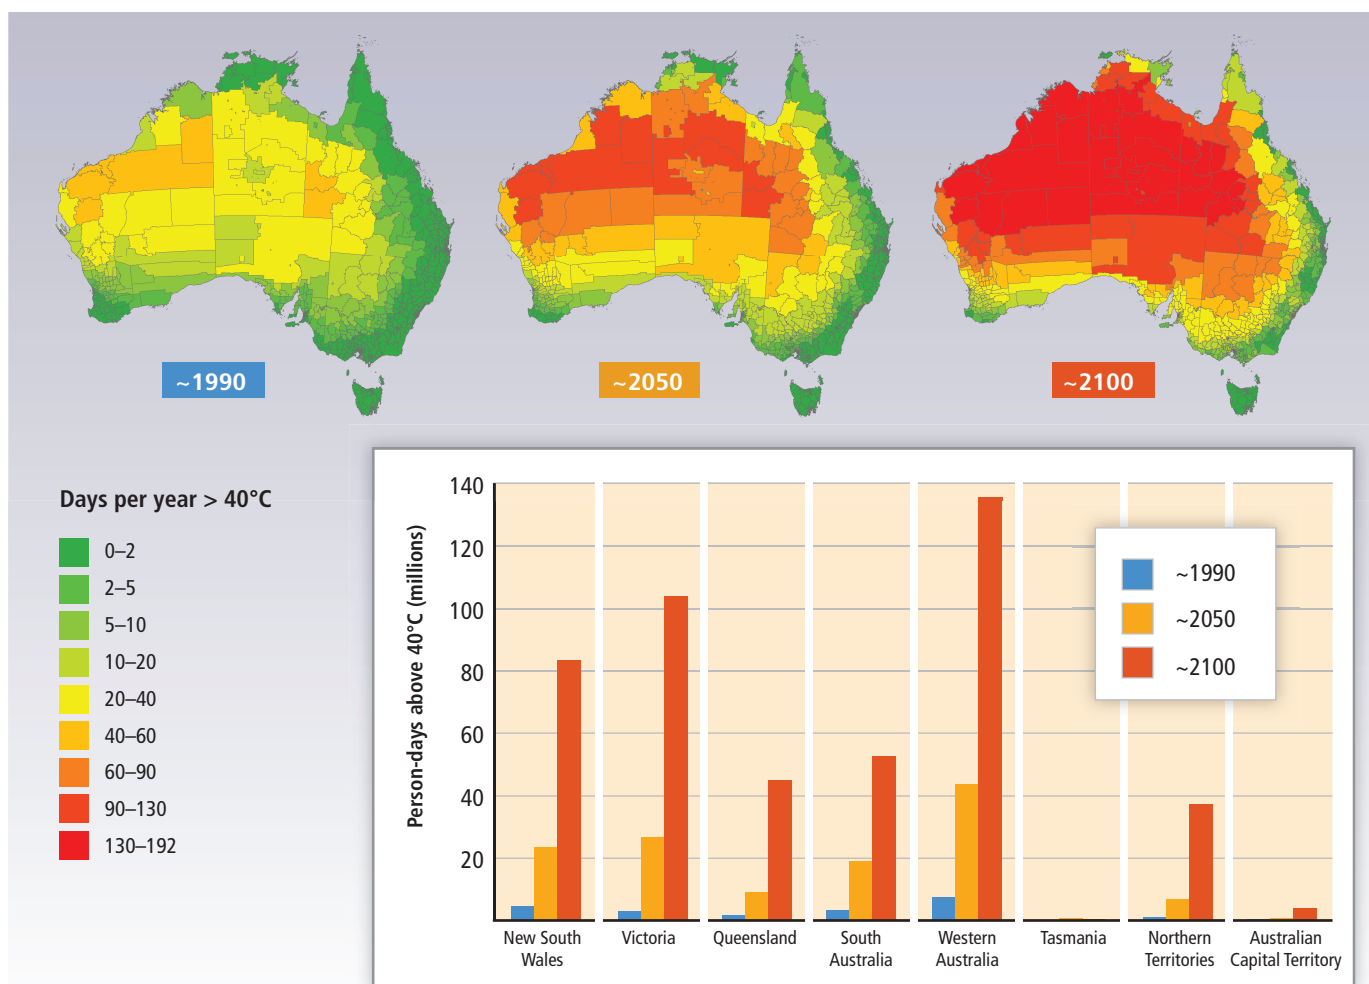 ~1990
~2050
~2100
Days per year > 40°C
0–2
2–5
5–10
10–20
20–40
40–60
60–90
90–130
130–192
Person-days above 40°C (millions)
140
120
100
80
60
40
20
~1990
~2050
~2100
New South
Wales
Victoria
Queensland
South
Australia
Western
Australia
Tasmania
Northern
Territories
Australian
Capital Territory